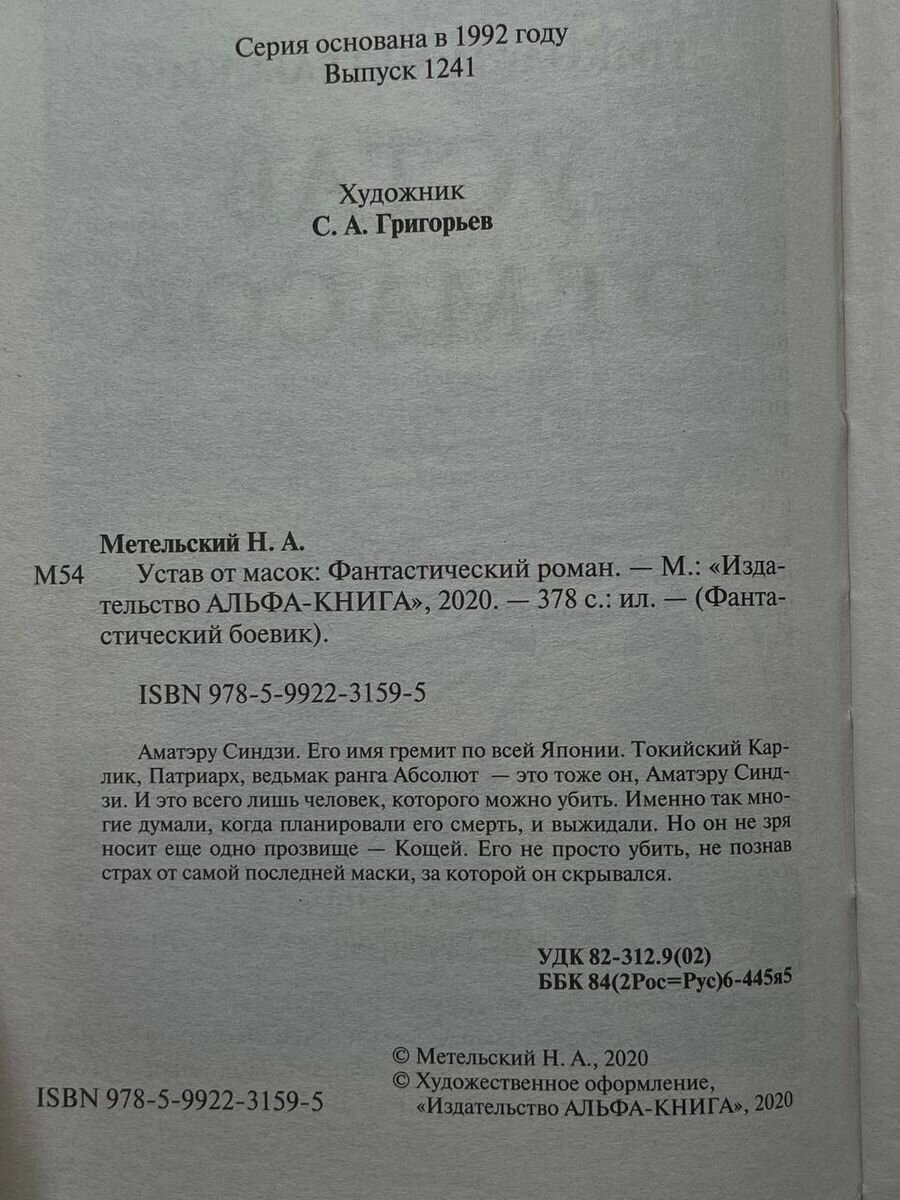 Серия основана в 1992 году
Выпуск 1241
Художник
С. А. Григорьев
Метельский Н. А.
М54 Устав от масок: Фантастический роман. — М.: «Изда-
тельство АЛЬФА-КНИГА», 2020. — 378 с.: ил. — (Фанта-
стический боевик).
ISBN 978-5-9922-3159-5
Аматэру Синдзи. Его имя гремит по всей Японии. Токийский Кар-
лик, Патриарх, ведьмак ранга Абсолют — это тоже он, Аматэру Синд-
зи. И это всего лишь человек, которого можно убить. Именно так мно-
гие думали, когда планировали его смерть, и выжидали. Но он не зря
носит еще одно прозвище — Кощей. Его не просто убить, не познав
страх от самой последней маски, за которой он скрывался.
УДК 82-312.9(02)
ББК 84(2Рос=Рус)6-445я5
© Метельский Н. А., 2020
© Художественное оформление,
«Издательство АЛЬФА-КНИГА», 2020
ISBN 978-5-9922-3159-5